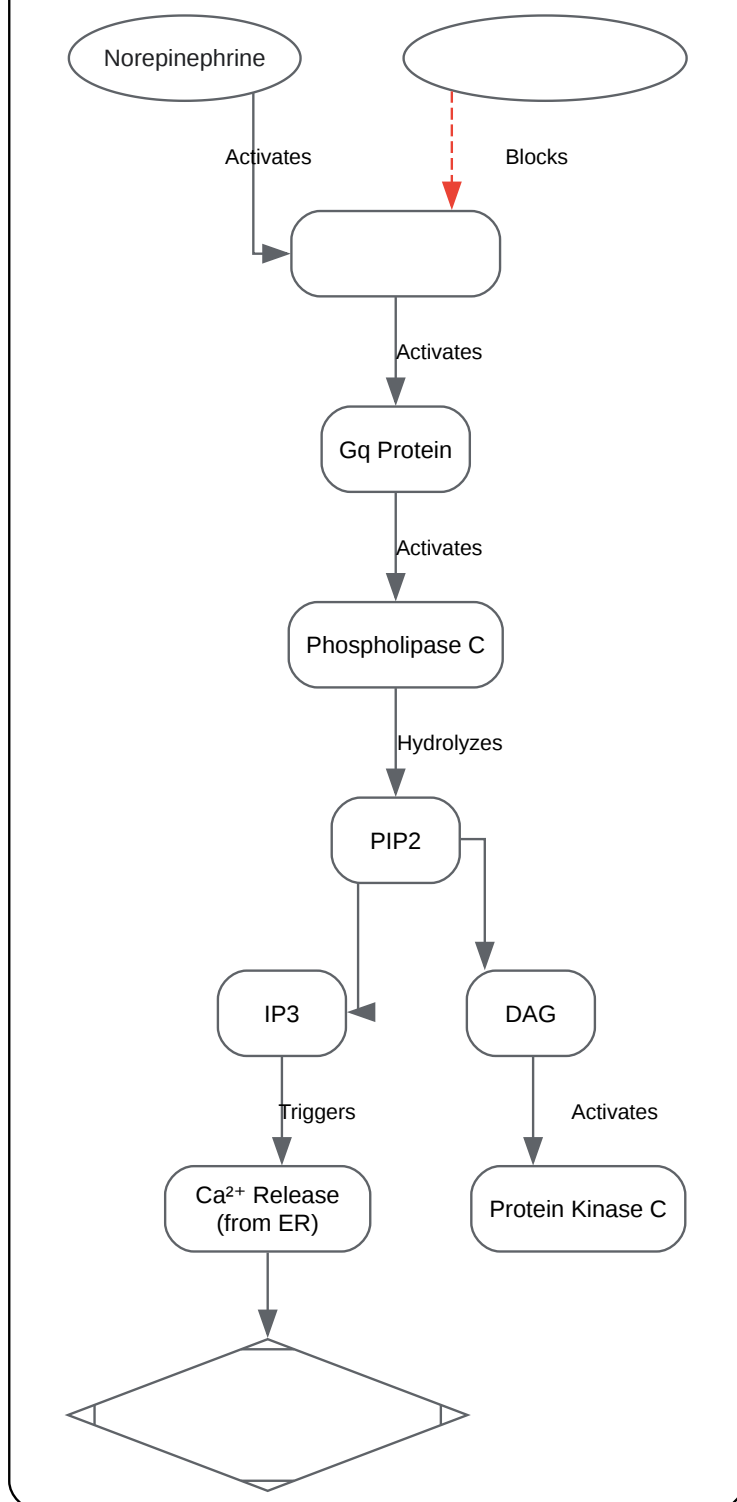 Norepinephrine
Activates
Blocks
Activates
Gq Protein
Activates
Phospholipase C
Hydrolyzes
PIP2
IP3
DAG
Triggers
Activates
Ca²⁺ Release
(from ER)
Protein Kinase C